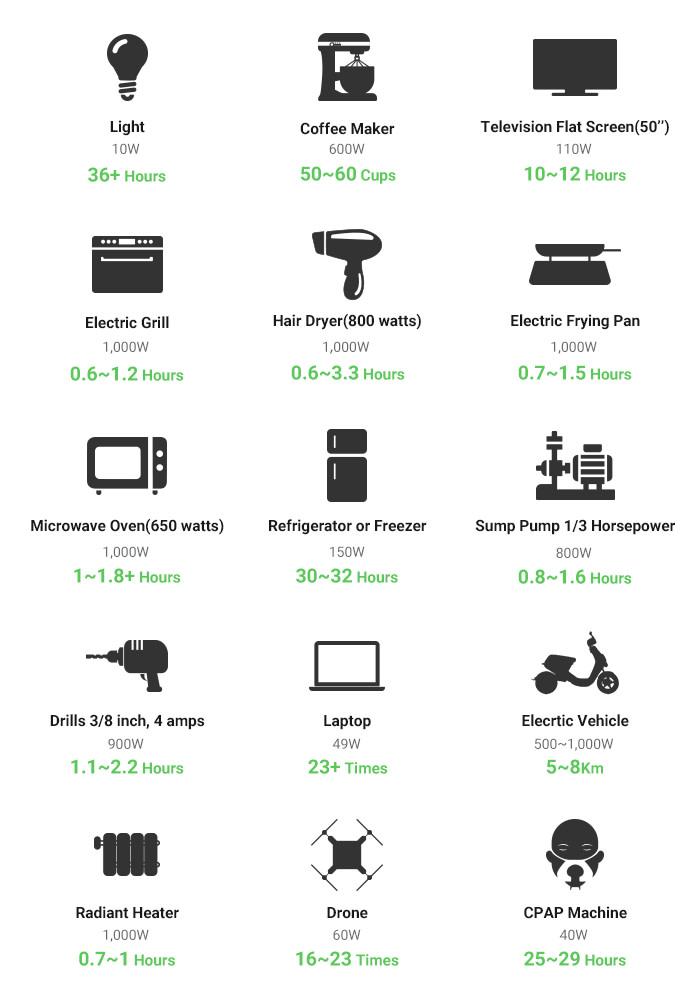 Light
10W
36+ Hours
Coffee Maker
600W
50~60 Cups
Television Flat Screen(50’’)
110W
10~12 Hours
Electric Grill
1,000W
0.6~1.2 Hours
Hair Dryer(800 watts)
1,000W
0.6~3.3 Hours
Electric Frying Pan
1,000W
0.7~1.5 Hours
Microwave Oven(650 watts)
1,000W
1~1.8+ Hours
Refrigerator or Freezer
150W
30~32 Hours
Sump Pump 1/3 Horsepower
800W
0.8~1.6 Hours
Drills 3/8 inch, 4 amps
900W
1.1~2.2 Hours
Laptop
49W
23+ Times
Elecrtic Vehicle
500~1,000W
5~8Km
Radiant Heater
1,000W
0.7~1 Hours
Drone
60W
16~23 Times
CPAP Machine
40W
25~29 Hours